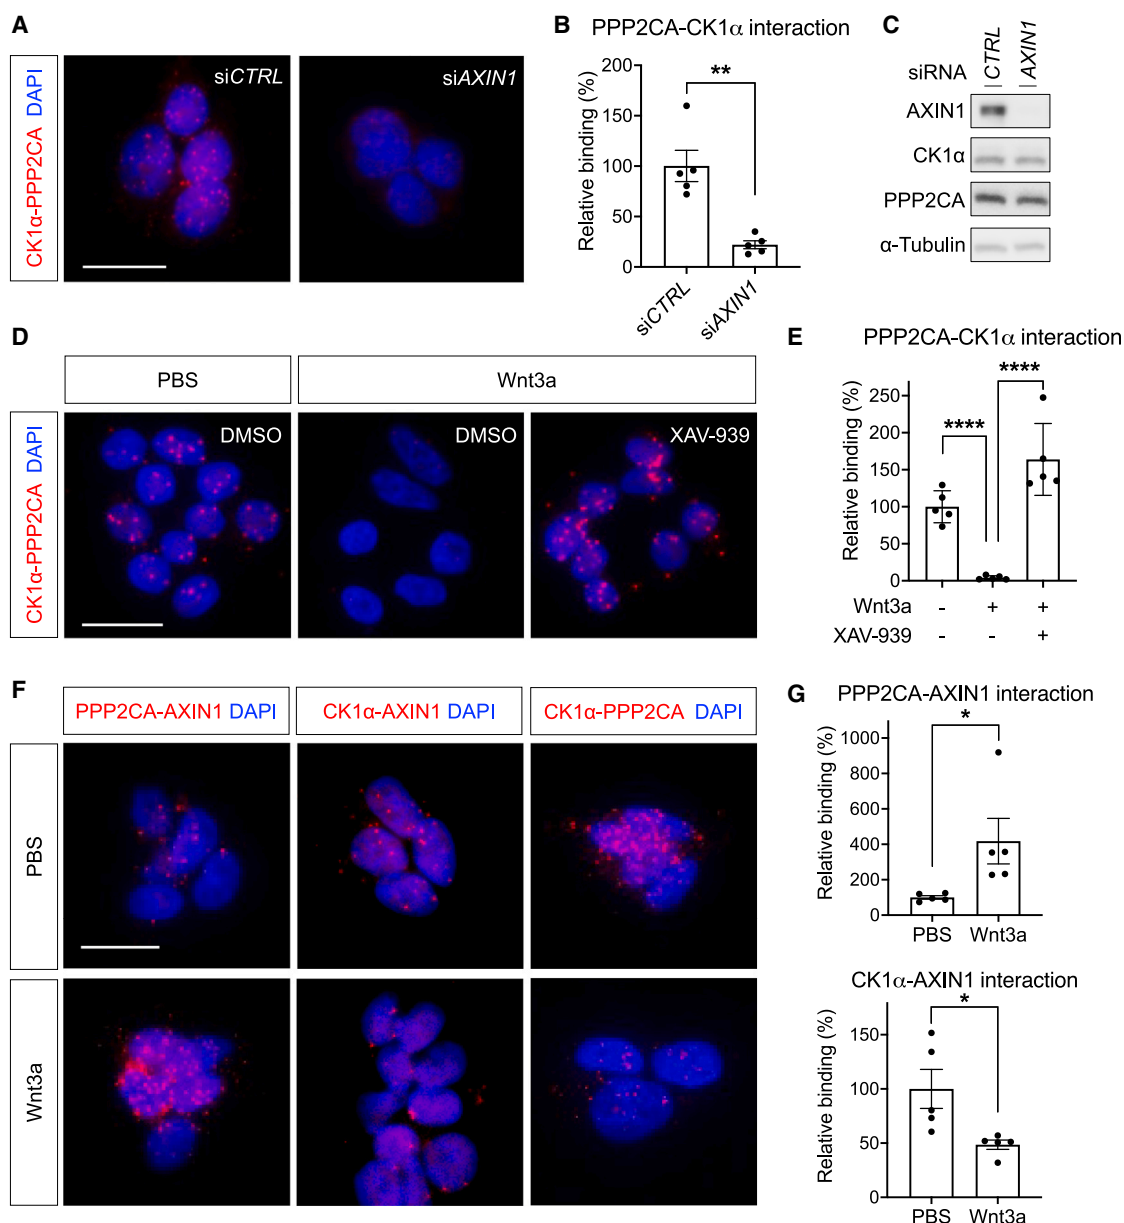 A
CK1α-PPP2CA DAPI
siCTRL
siAXIN1
B
PPP2CA-CK1α interaction
Relative binding (%)
200
150
100
50
0
**
siCTRL
siAXIN1
C
siRNA
CTRL
AXIN1
AXIN1
CK1α
PPP2CA
α-Tubulin
D
PBS
Wnt3a
CK1α-PPP2CA DAPI
DMSO
DMSO
XAV-939
E
PPP2CA-CK1α interaction
Relative binding (%)
250
200
150
100
50
0
****
****
Wnt3a - + +
XAV-939 - - +
F
PPP2CA-AXIN1 DAPI
CK1α-AXIN1 DAPI
CK1α-PPP2CA DAPI
PBS
Wnt3a
G
PPP2CA-AXIN1 interaction
Relative binding (%)
1000
800
600
400
200
0
*
PBS Wnt3a
CK1α-AXIN1 interaction
Relative binding (%)
150
100
50
0
*
PBS Wnt3a